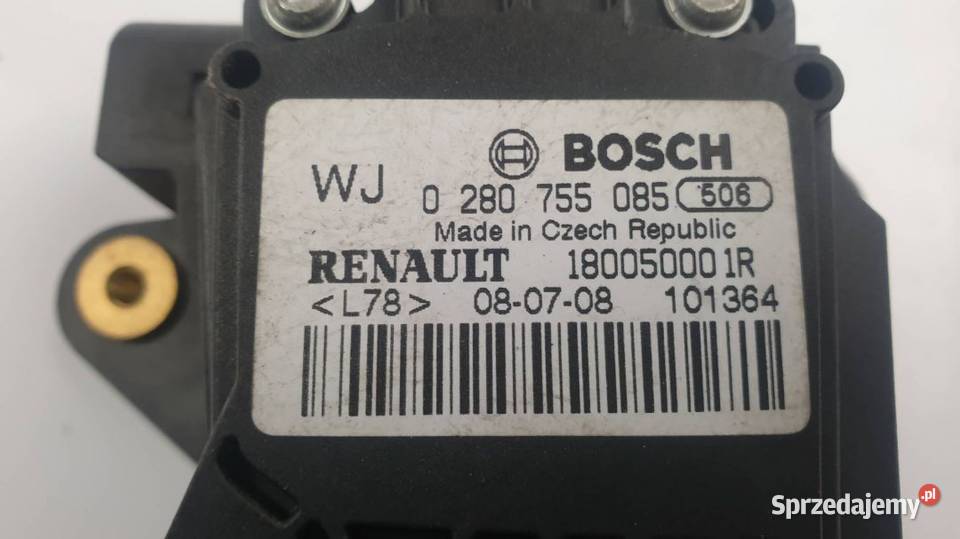 BOSCH
WJ 0 280 755 085 506
Made in Czech Republic
RENAULT 180050001R
<L78> 08-07-08 101364
Sprzedajemy.pl